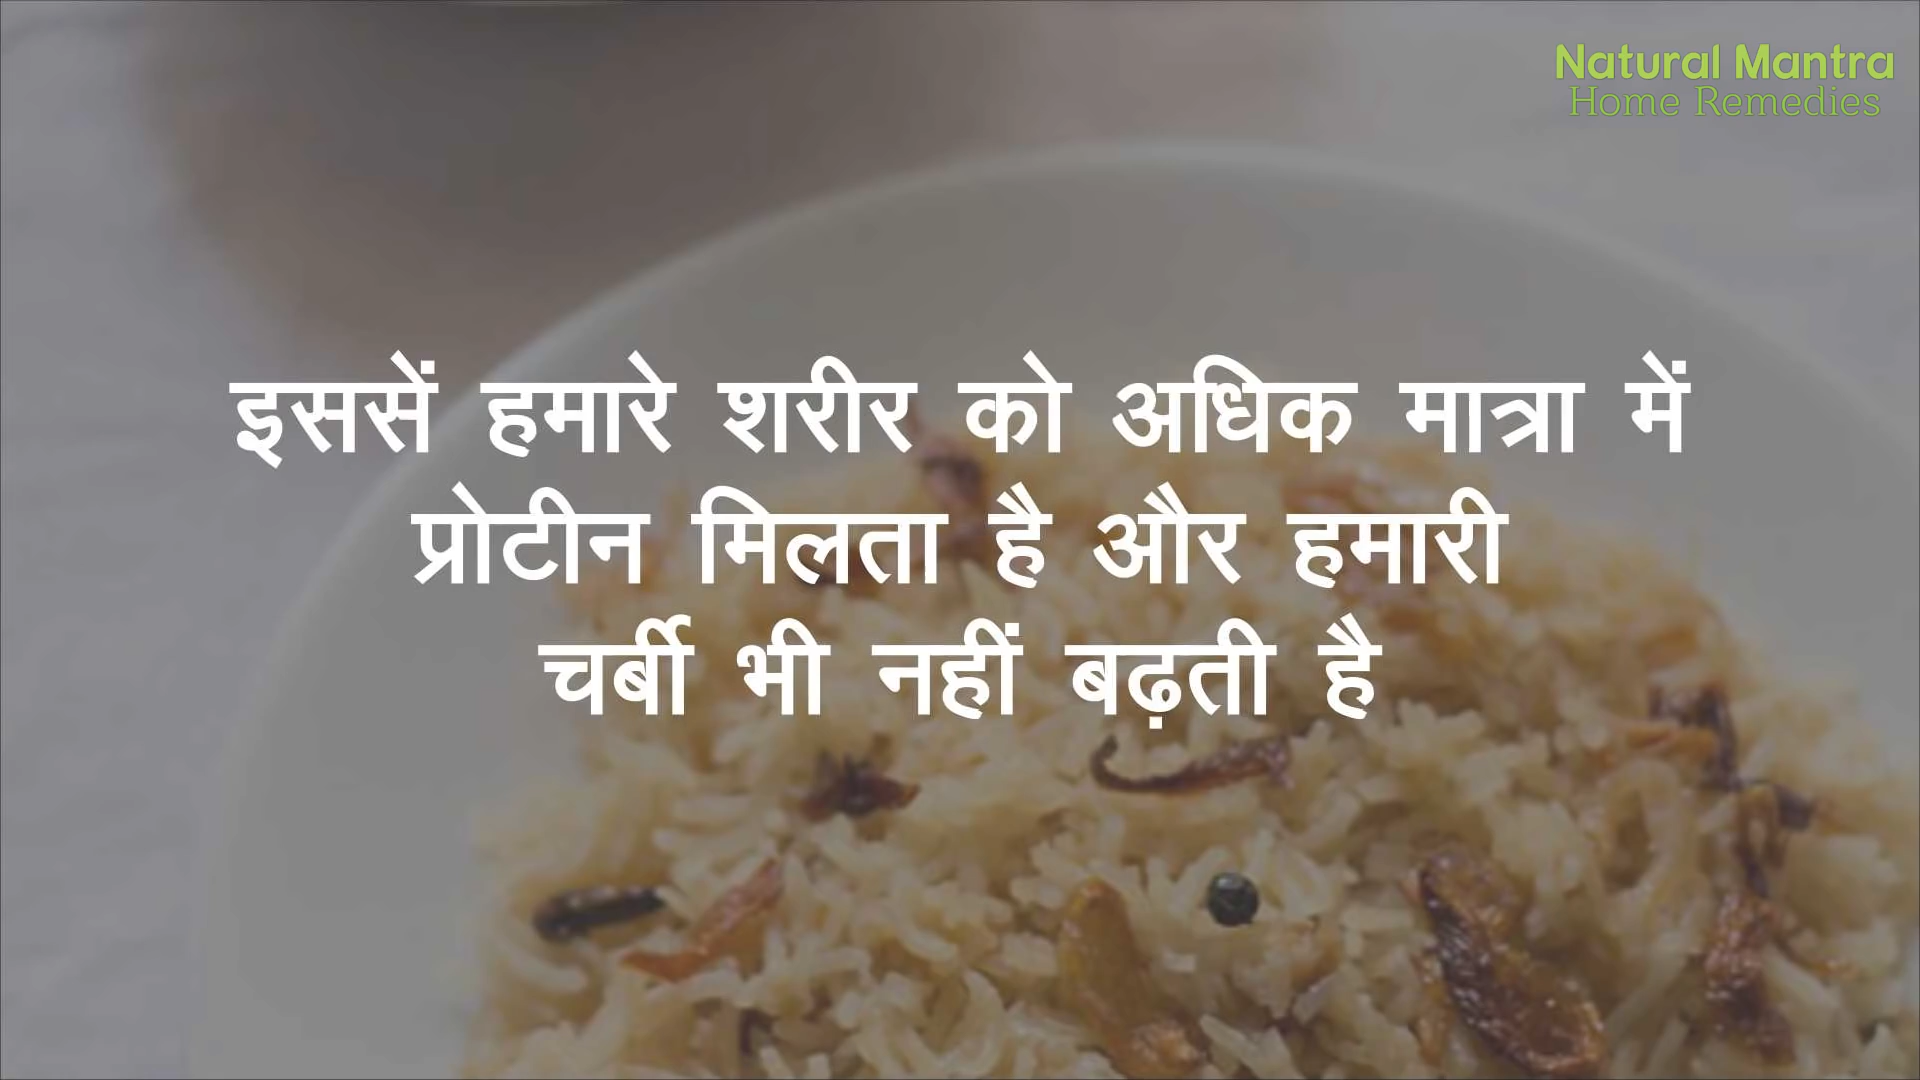 Natural Mantra
Home Remedies
इससें हमारे शरीर को अधिक मात्रा में
प्रोटीन मिलता है और हमारी
चर्बी भी नहीं बढ़ती है